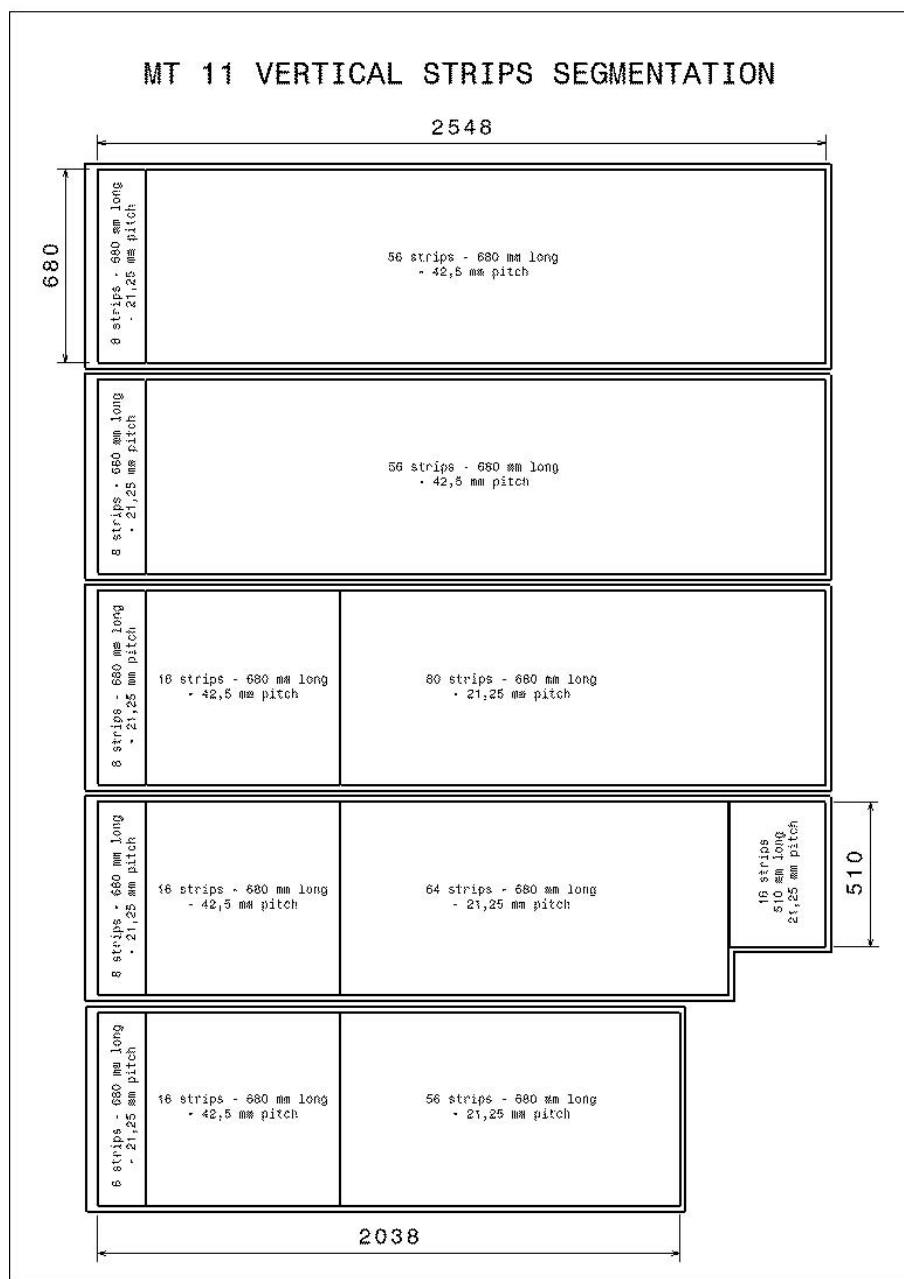 MT 11 VERTICAL STRIPS SEGMENTATION
2548
680
8 strips - 680 mm long
- 21,25 mm pitch
56 strips - 680 mm long
- 42,5 mm pitch
8 strips - 680 mm long
- 21,25 mm pitch
56 strips - 680 mm long
- 42,5 mm pitch
8 strips - 680 mm long
- 21,25 mm pitch
16 strips - 680 mm long
- 42,5 mm pitch
80 strips - 680 mm long
- 21,25 mm pitch
8 strips - 680 mm long
- 21,25 mm pitch
16 strips - 680 mm long
- 42,5 mm pitch
64 strips - 680 mm long
- 21,25 mm pitch
16 strips
510 mm long
21,25 mm pitch
510
6 strips - 680 mm long
- 21,25 mm pitch
16 strips - 680 mm long
- 42,5 mm pitch
56 strips - 680 mm long
- 21,25 mm pitch
2038